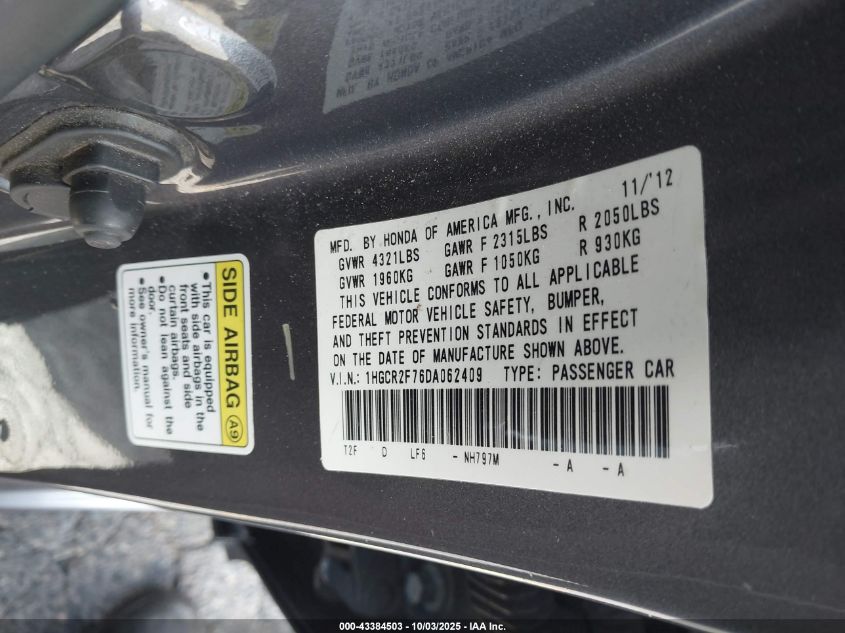 MFD. BY HONDA OF AMERICA MFG., INC. 11/'12
GVWR 4321LBS GAWR F 2315LBS R 2050LBS
GVWR 1960KG GAWR F 1050KG R 930KG
THIS VEHICLE CONFORMS TO ALL APPLICABLE
FEDERAL MOTOR VEHICLE SAFETY, BUMPER,
AND THEFT PREVENTION STANDARDS IN EFFECT
ON THE DATE OF MANUFACTURE SHOWN ABOVE.
V.I.N.: 1HGCR2F76DA062409 TYPE: PASSENGER CAR
T2F D LF6 - NH797M - A - A
SIDE AIRBAG A9
• This car is equipped
with side airbags in the
front seats and side
curtain airbags.
• Do not lean against the
door.
• See owner's manual for
more information.
000-43384503 - 10/03/2025 - IAA Inc.